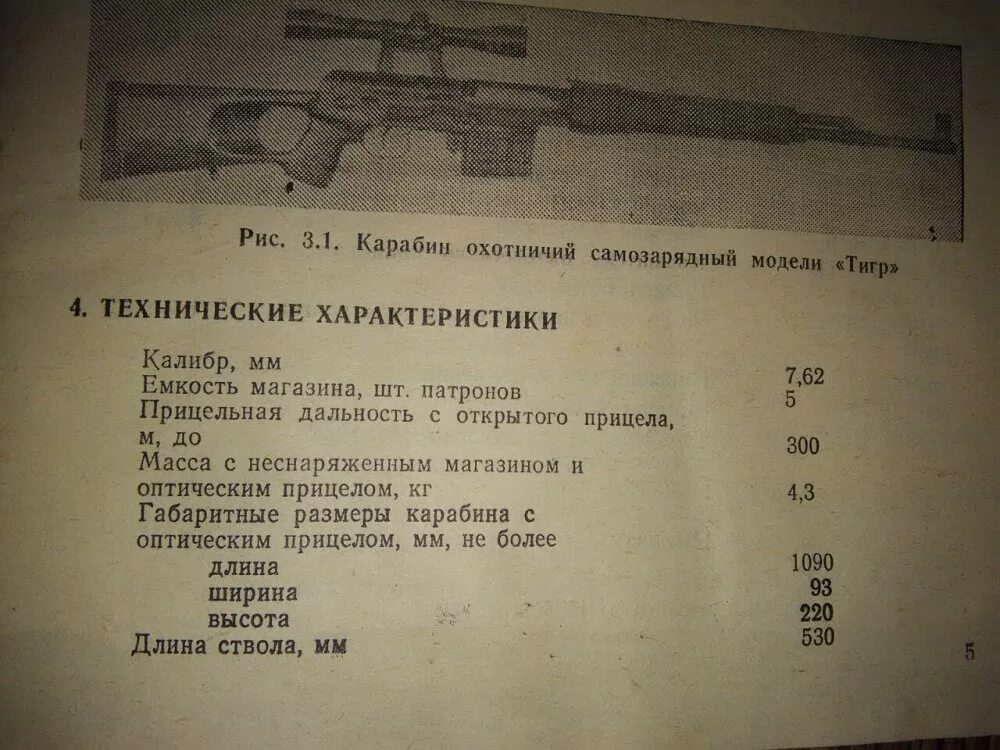 Рис. 3.1. Карабин охотничий самозарядный модели «Тигр»
4. ТЕХНИЧЕСКИЕ ХАРАКТЕРИСТИКИ
Калибр, мм 7,62
Емкость магазина, шт. патронов 5
Прицельная дальность с открытого прицела,
м, до 300
Масса с неснаряженным магазином и
оптическим прицелом, кг 4,3
Габаритные размеры карабина с
оптическим прицелом, мм, не более
длина 1090
ширина 93
высота 220
Длина ствола, мм 530
5